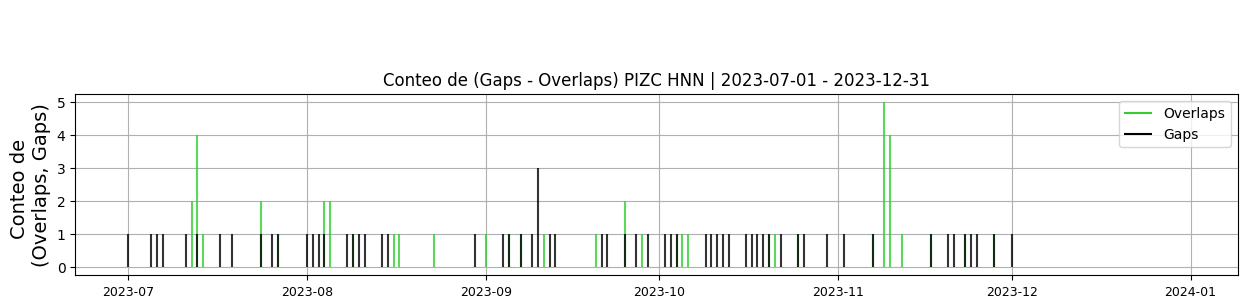 Conteo de (Gaps - Overlaps) PIZC HNN | 2023-07-01 - 2023-12-31
Conteo de
(Overlaps, Gaps)
5
4
3
2
1
0
Overlaps
Gaps
2023-07
2023-08
2023-09
2023-10
2023-11
2023-12
2024-01